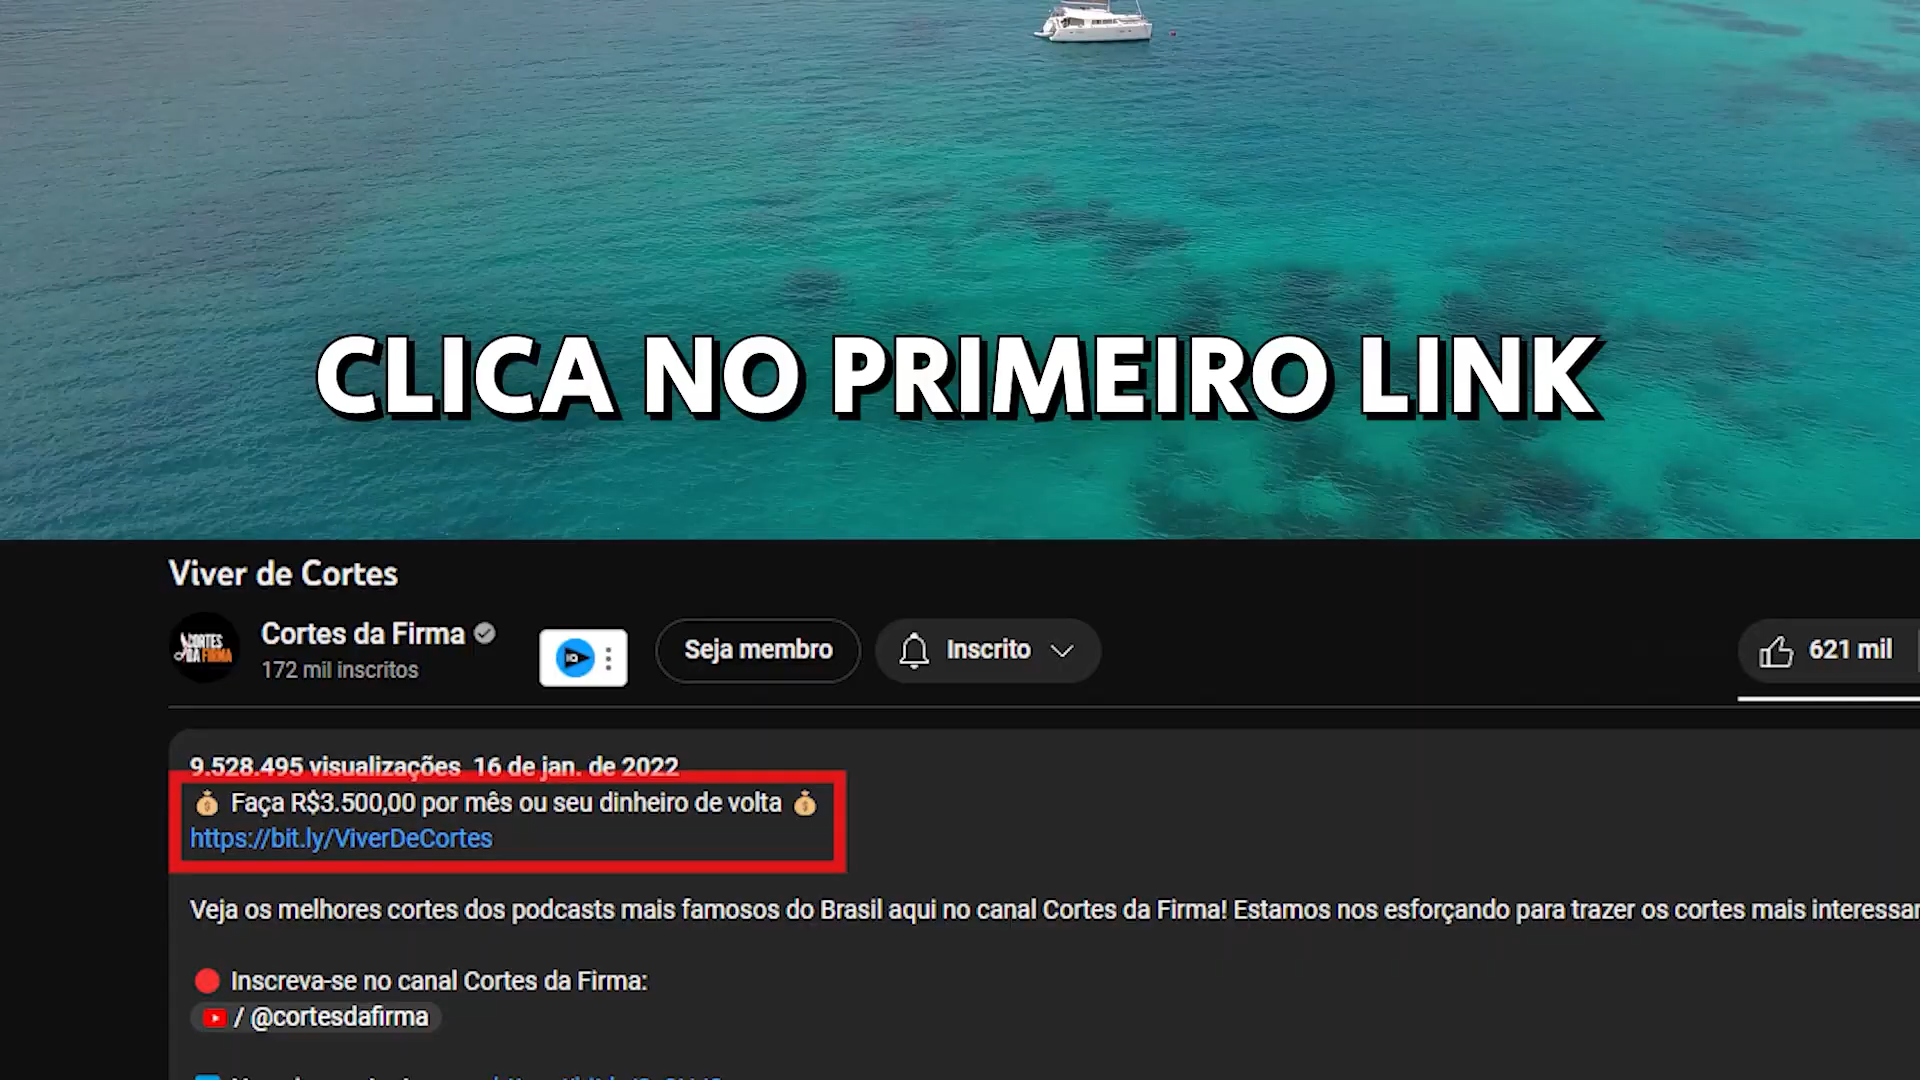 CLICA NO PRIMEIRO LINK
Viver de Cortes
CORTES DA FIRMA
Cortes da Firma
172 mil inscritos
Seja membro
Inscrito
621 mil
9.528.495 visualizações 16 de jan. de 2022
💰 Faça R$3.500,00 por mês ou seu dinheiro de volta 💰
https://bit.ly/ViverDeCortes
Veja os melhores cortes dos podcasts mais famosos do Brasil aqui no canal Cortes da Firma! Estamos nos esforçando para trazer os cortes mais
🔴 Inscreva-se no canal Cortes da Firma:
/ @cortesdafirma